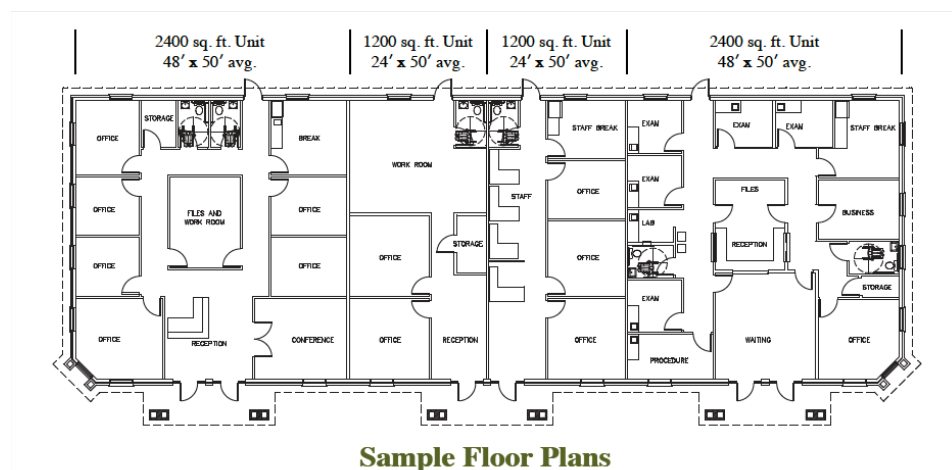 2400 sq. ft. Unit
48′ x 50′ avg.
1200 sq. ft. Unit
24′ x 50′ avg.
1200 sq. ft. Unit
24′ x 50′ avg.
2400 sq. ft. Unit
48′ x 50′ avg.
OFFICE
STORAGE
BREAK
OFFICE
FILES AND
WORK ROOM
OFFICE
OFFICE
OFFICE
OFFICE
RECEPTION
CONFERENCE
WORK ROOM
STORAGE
OFFICE
OFFICE
RECEPTION
STAFF BREAK
STAFF
OFFICE
OFFICE
OFFICE
EXAM
EXAM
EXAM
STAFF BREAK
EXAM
FILES
BUSINESS
LAB
RECEPTION
STORAGE
EXAM
PROCEDURE
WAITING
OFFICE
Sample Floor Plans